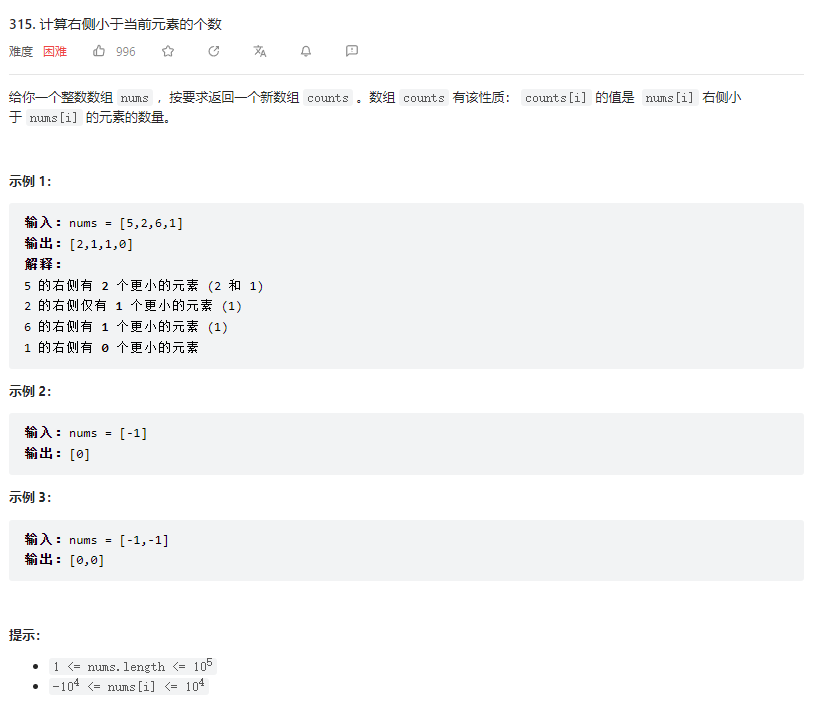 315. 计算右侧小于当前元素的个数
难度 困难 996
给你一个整数数组 nums ，按要求返回一个新数组 counts 。数组 counts 有该性质： counts[i] 的值是 nums[i] 右侧小
于 nums[i] 的元素的数量。
示例 1：
输入：nums = [5,2,6,1]
输出：[2,1,1,0]
解释：
5 的右侧有 2 个更小的元素 (2 和 1)
2 的右侧仅有 1 个更小的元素 (1)
6 的右侧有 1 个更小的元素 (1)
1 的右侧有 0 个更小的元素
示例 2：
输入：nums = [-1]
输出：[0]
示例 3：
输入：nums = [-1,-1]
输出：[0,0]
提示：
1 <= nums.length <= 10⁵
-10⁴ <= nums[i] <= 10⁴